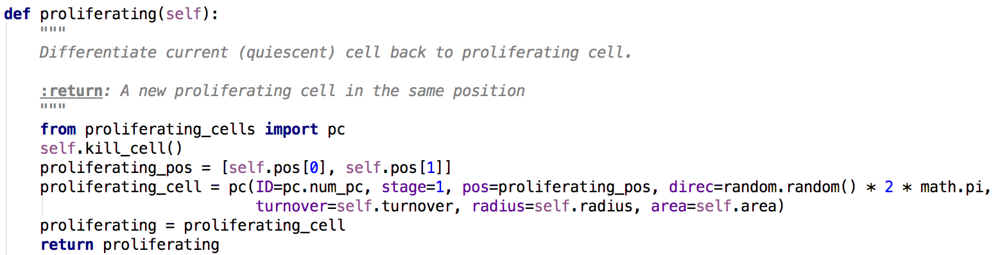 def proliferating(self):
    """
    Differentiate current (quiescent) cell back to proliferating cell.

    :return: A new proliferating cell in the same position
    """
    from proliferating_cells import pc
    self.kill_cell()
    proliferating_pos = [self.pos[0], self.pos[1]]
    proliferating_cell = pc(ID=pc.num_pc, stage=1, pos=proliferating_pos, direc=random.random() * 2 * math.pi,
                            turnover=self.turnover, radius=self.radius, area=self.area)
    proliferating = proliferating_cell
    return proliferating